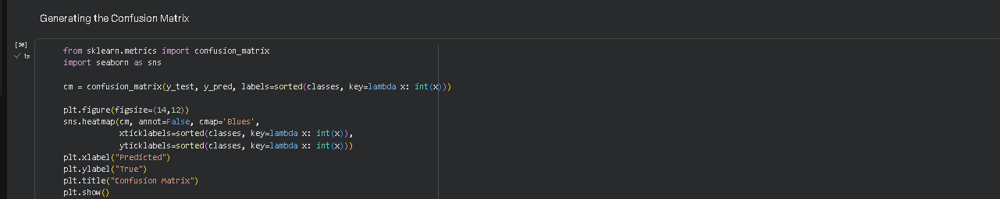 Generating the Confusion Matrix
[20]
1s
from sklearn.metrics import confusion_matrix
import seaborn as sns
cm = confusion_matrix(y_test, y_pred, labels=sorted(classes, key=lambda x: int(x)))
plt.figure(figsize=(14,12))
sns.heatmap(cm, annot=False, cmap='Blues',
xticklabels=sorted(classes, key=lambda x: int(x)),
yticklabels=sorted(classes, key=lambda x: int(x)))
plt.xlabel("Predicted")
plt.ylabel("True")
plt.title("Confusion Matrix")
plt.show()